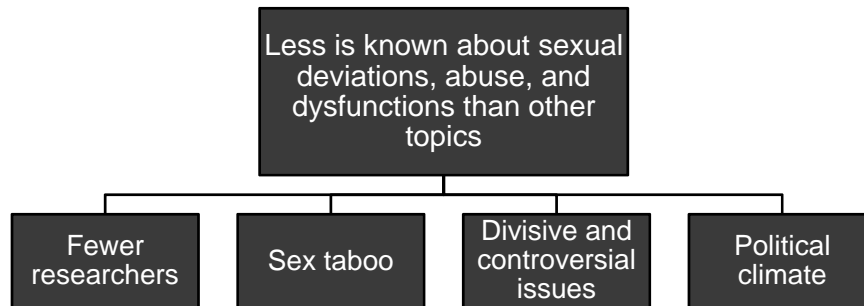 Less is known about sexual
deviations, abuse, and
dysfunctions than other
topics
Fewer
researchers
Sex taboo
Divisive and
controversial
issues
Political
climate